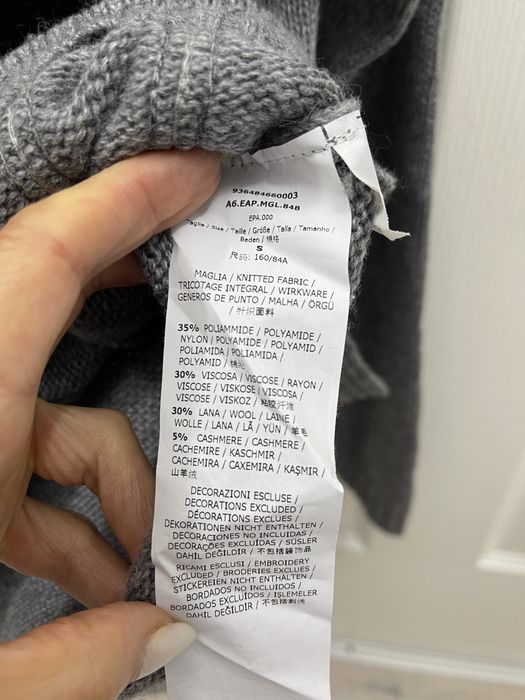 936484660003
A6.EAP.MGL.848
EPA.000
Taglia / Size / Taille / Größe / Talla / Tamanho /
Beden / 规格
S
尺码: 160/84A
MAGLIA / KNITTED FABRIC /
TRICOTAGE INTEGRAL / WIRKWARE /
GENEROS DE PUNTO / MALHA / ÖRGÜ
/ 针织面料
35% POLIAMMIDE / POLYAMIDE /
NYLON / POLYAMIDE / POLYAMID /
POLIAMIDA / POLIAMIDA /
POLYAMID / 锦纶
30% VISCOSA / VISCOSE / RAYON /
VISCOSE / VISKOSE / VISCOSA /
VISCOSE / VISKOZ / 粘胶纤维
30% LANA / WOOL / LAINE /
WOLLE / LANA / LÃ / YÜN / 羊毛
5% CASHMERE / CASHMERE /
CACHEMIRE / KASCHMIR /
CACHEMIRA / CAXEMIRA / KAŞMIR /
山羊绒
DECORAZIONI ESCLUSE /
DECORATIONS EXCLUDED /
DÉCORATIONS EXCLUES /
DEKORATIONEN NICHT ENTHALTEN /
DECORACIONES NO INCLUIDAS /
DECORAÇÕES EXCLUÍDAS / SÜSLER
DAHIL DEĞİLDİR / 不包括装饰品
RICAMI ESCLUSI / EMBROIDERY
EXCLUDED / BRODERIES EXCLUES /
STICKEREIEN NICHT ENTHALTEN /
BORDADOS NO INCLUIDOS /
BORDADOS EXCLUÍDOS / İŞLEMELER
DAHIL DEĞİLDİR / 不包括刺绣